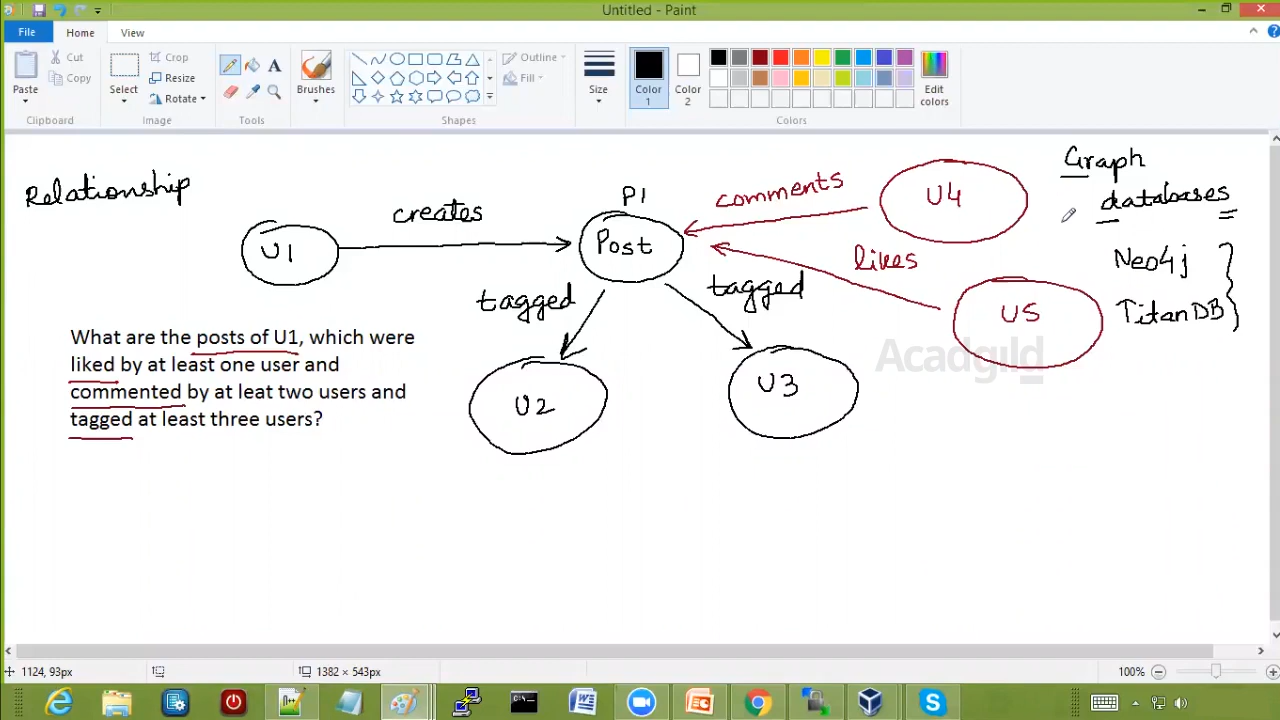 Untitled - Paint
File
Home
View
Paste
Cut
Copy
Clipboard
Select
Crop
Resize
Rotate
Image
A
Tools
Brushes
Outline
Fill
Shapes
Size
Color 1
Color 2
Edit colors
Colors
Relationship
U1
creates
P1
Post
comments
U4
likes
U5
tagged
tagged
U2
U3
Graph
databases
Neo4j
TitanDB
What are the posts of U1, which were
liked by at least one user and
commented by at leat two users and
tagged at least three users?
Acadgild
1124, 93px
1382 × 543px
100%